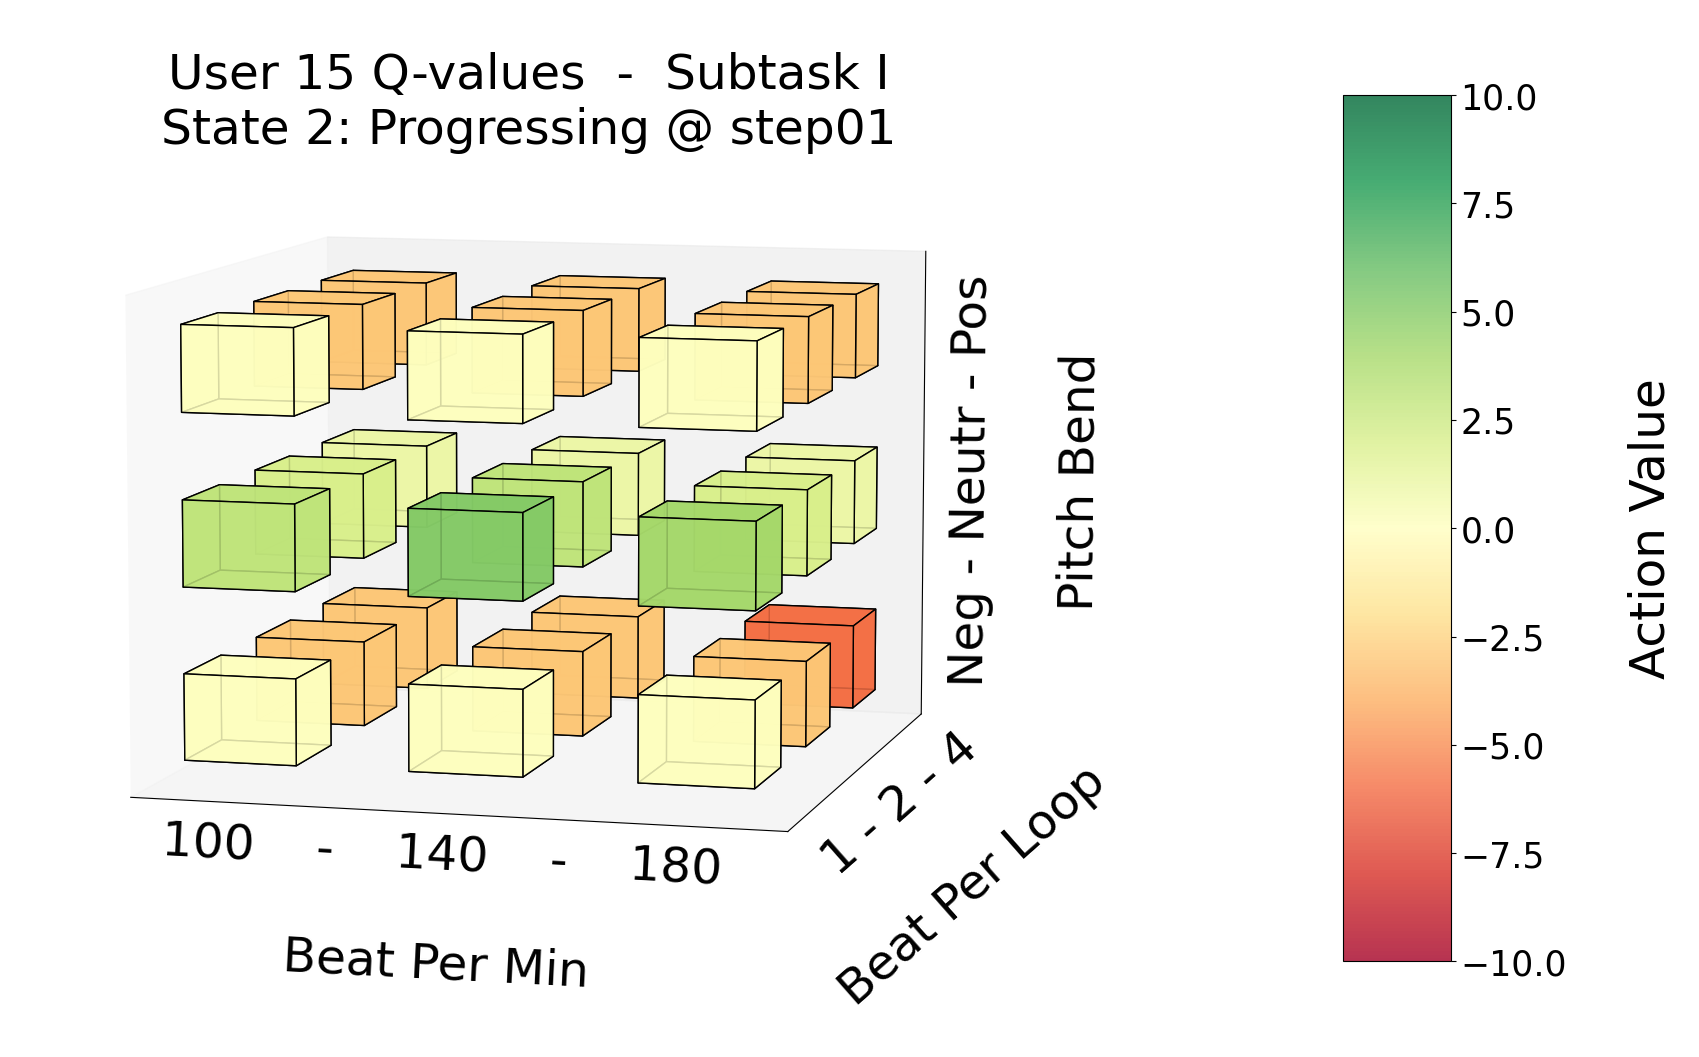 User 15 Q-values  -  Subtask I
State 2: Progressing @ step01
Neg - Neutr - Pos
Pitch Bend
1 - 2 - 4
Beat Per Loop
100 - 140 - 180
Beat Per Min
10.0
7.5
5.0
2.5
0.0
−2.5
−5.0
−7.5
−10.0
Action Value